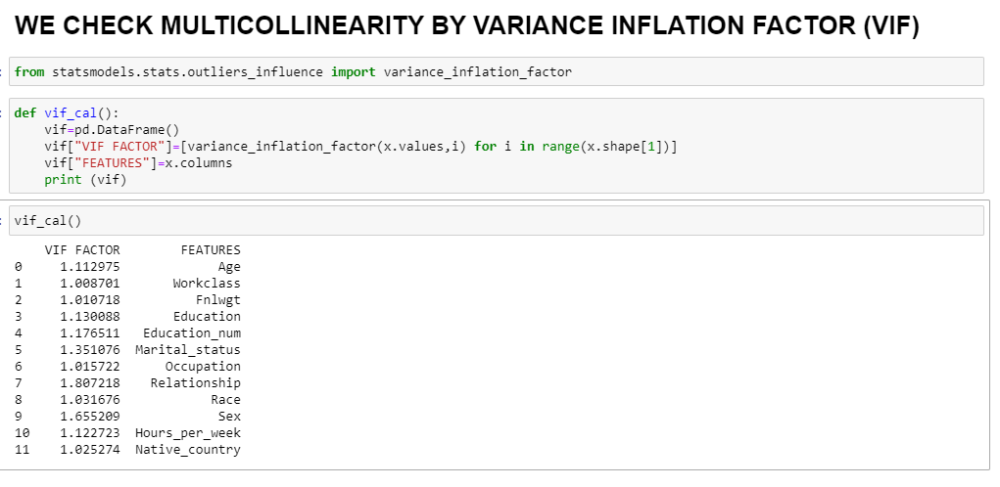 WE CHECK MULTICOLLINEARITY BY VARIANCE INFLATION FACTOR (VIF)
from statsmodels.stats.outliers_influence import variance_inflation_factor
def vif_cal():
    vif=pd.DataFrame()
    vif["VIF FACTOR"]=[variance_inflation_factor(x.values,i) for i in range(x.shape[1])]
    vif["FEATURES"]=x.columns
    print (vif)
vif_cal()
    VIF FACTOR        FEATURES
0     1.112975             Age
1     1.008701       Workclass
2     1.010718          Fnlwgt
3     1.130088       Education
4     1.176511   Education_num
5     1.351076  Marital_status
6     1.015722      Occupation
7     1.807218    Relationship
8     1.031676            Race
9     1.655209             Sex
10    1.122723  Hours_per_week
11    1.025274  Native_country